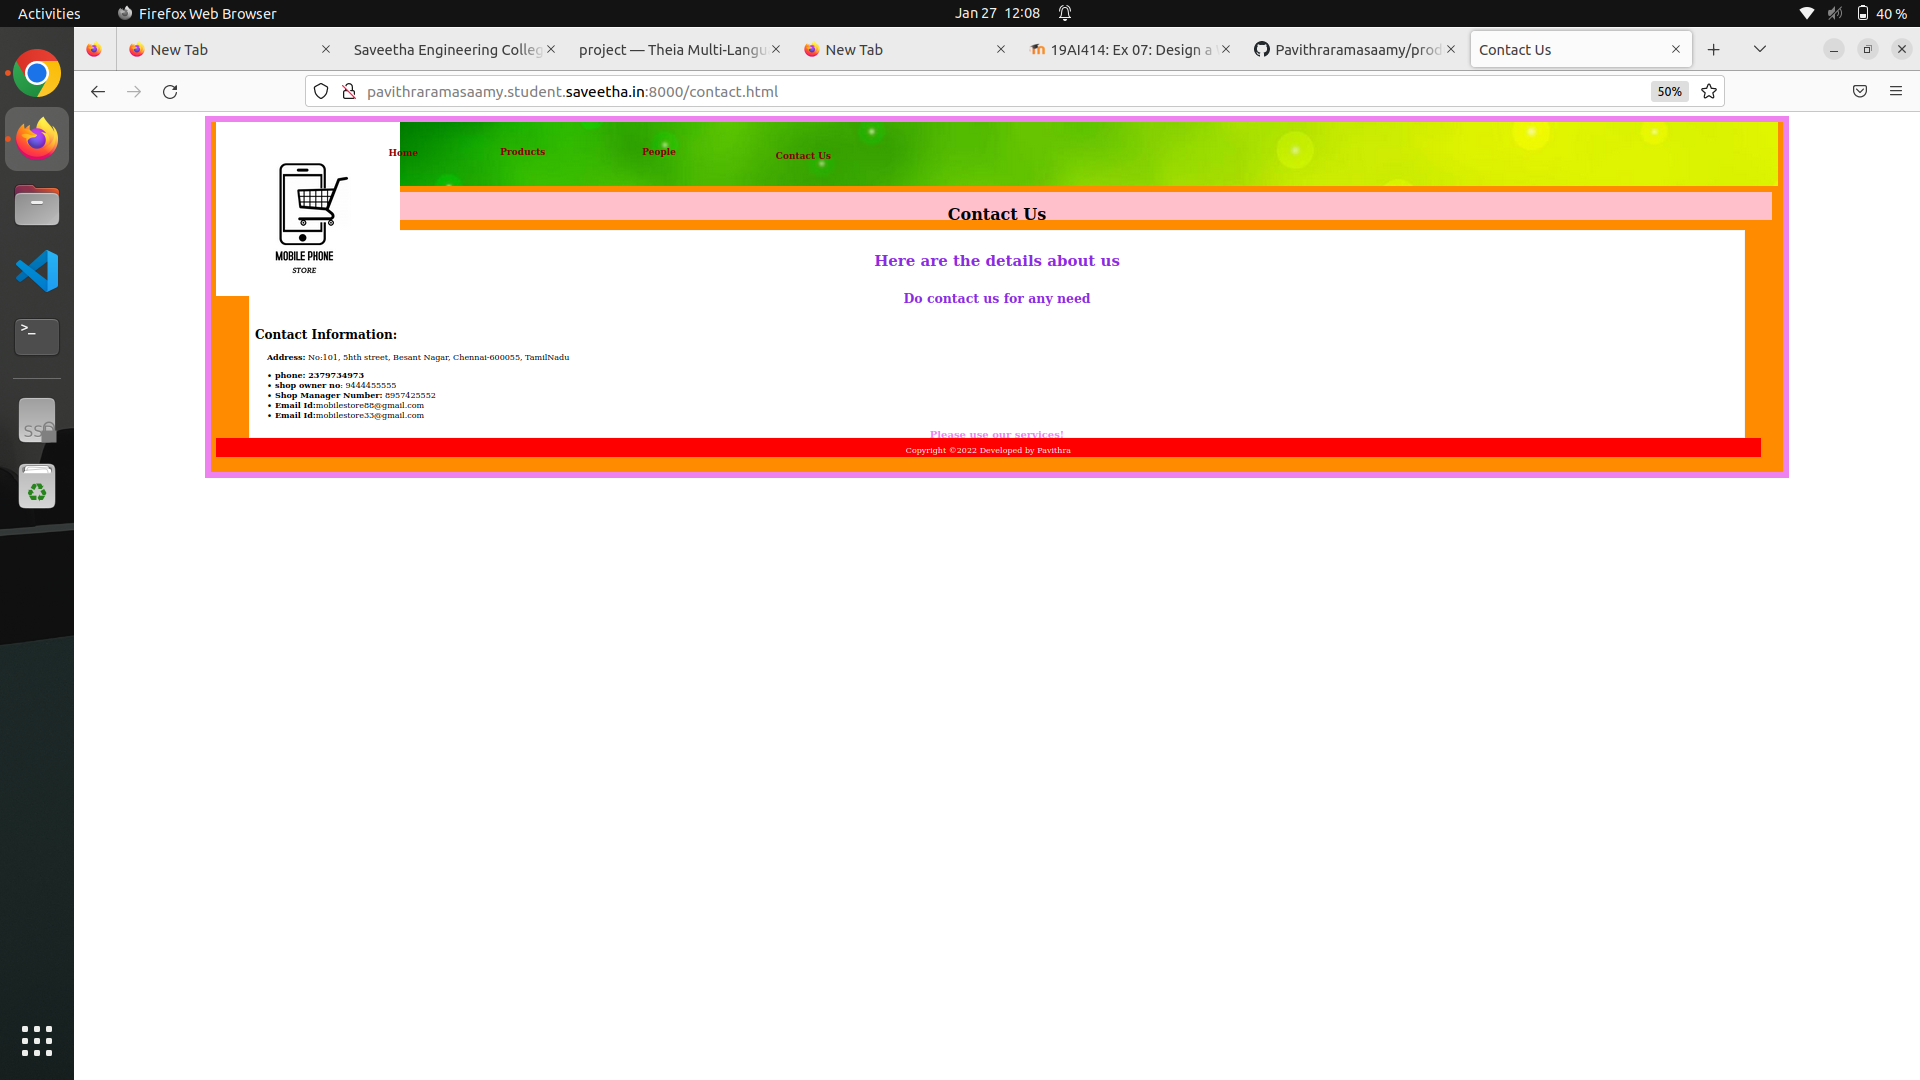 Activities
Firefox Web Browser
Jan 27 12:08
40 %
New Tab
Saveetha Engineering Colleg
project — Theia Multi-Langu
New Tab
19AI414: Ex 07: Design a
Pavithraramasaamy/prod
Contact Us
pavithraramasaamy.student.saveetha.in:8000/contact.html
50%
Home
Products
People
Contact Us
MOBILE PHONE
STORE
Contact Us
Here are the details about us
Do contact us for any need
Contact Information:
Address: No:101, 5hth street, Besant Nagar, Chennai-600055, TamilNadu
• phone: 2379734973
• shop owner no: 9444455555
• Shop Manager Number: 8957425552
• Email Id:mobilestore88@gmail.com
• Email Id:mobilestore33@gmail.com
Please use our services!
Copyright ©2022 Developed by Pavithra
>_
SSD